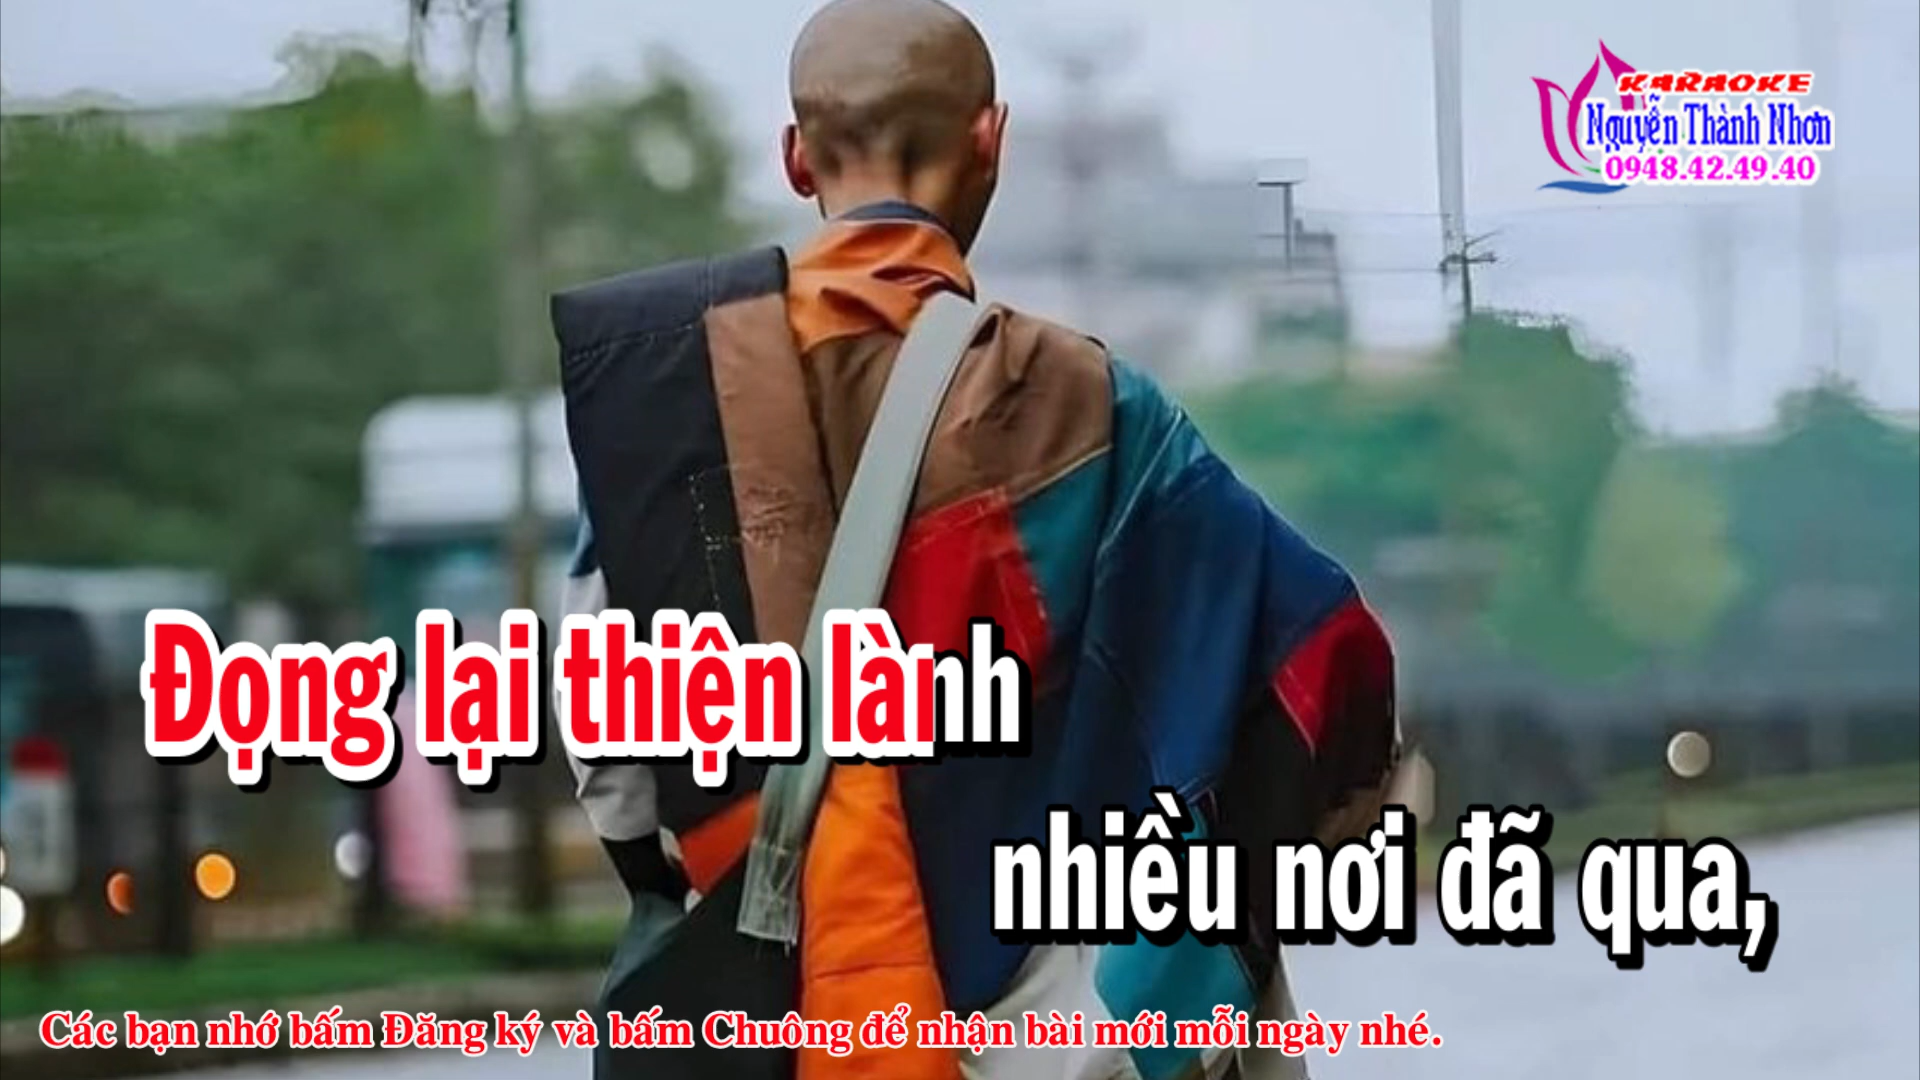 KARAOKE
Nguyễn Thành Nhơn
0948.42.49.40
Đọng lại thiện lành
nhiều nơi đã qua,
Các bạn nhớ bấm Đăng ký và bấm Chuông để nhận bài mới mỗi ngày nhé.